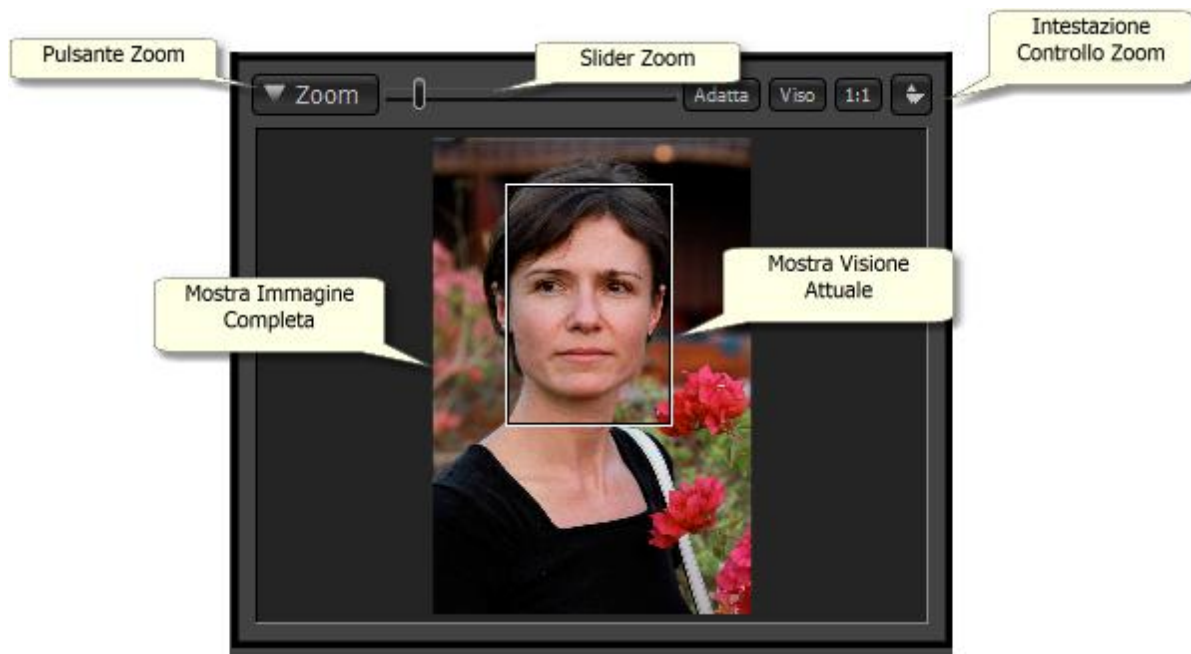 Pulsante Zoom
Slider Zoom
Intestazione
Controllo Zoom
Zoom
Adatta
Viso
1:1
Mostra Immagine
Completa
Mostra Visione
Attuale